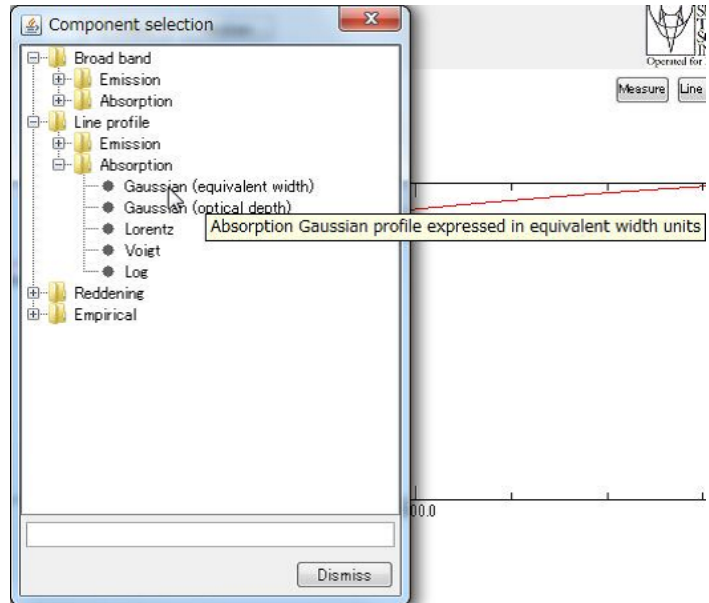 Component selection
Broad band
Emission
Absorption
Line profile
Emission
Absorption
Gaussian (equivalent width)
Gaussian (optical depth)
Lorentz
Voigt
Log
Reddening
Empirical
Dismiss
Operated for
Measure
Line
Absorption Gaussian profile expressed in equivalent width units
00.0